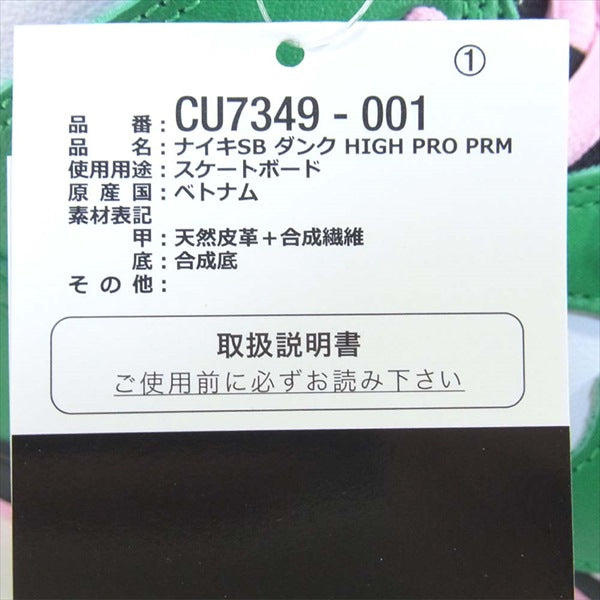 ①
品番：CU7349 - 001
品名：ナイキSB ダンク HIGH PRO PRM
使用用途：スケートボード
原産国：ベトナム
素材表記
甲：天然皮革＋合成繊維
底：合成底
その他：
取扱説明書
ご使用前に必ずお読み下さい